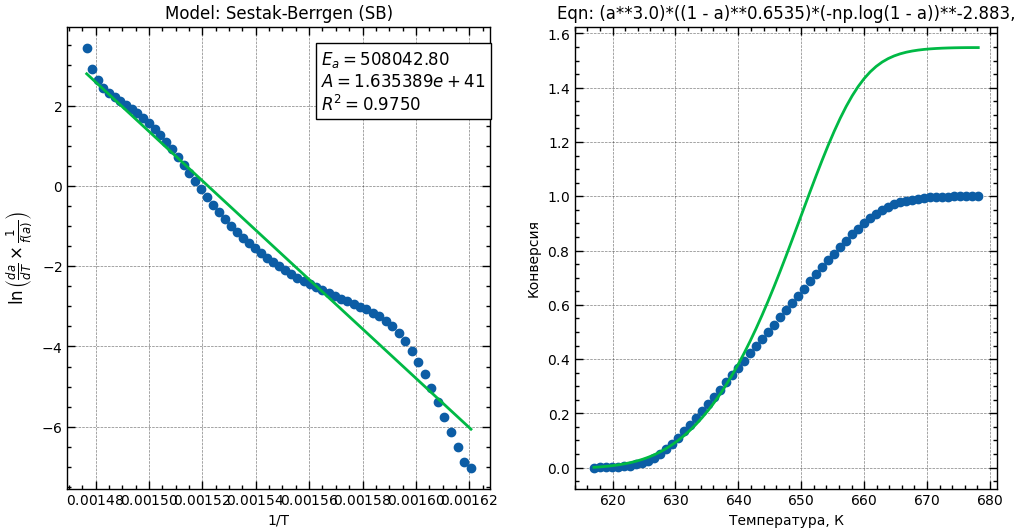 Model: Sestak-Berrgen (SB)
Eqn: (a**3.0)*((1 - a)**0.6535)*(-np.log(1 - a))**-2.883,
E_a = 508042.80
A = 1.635389e + 41
R^2 = 0.9750
ln (da/dT × 1/f(a))
2
0
−2
−4
−6
0.00148 0.00150 0.00152 0.00154 0.00156 0.00158 0.00160 0.00162
1/T
Конверсия
1.6
1.4
1.2
1.0
0.8
0.6
0.4
0.2
0.0
620 630 640 650 660 670 680
Температура, К